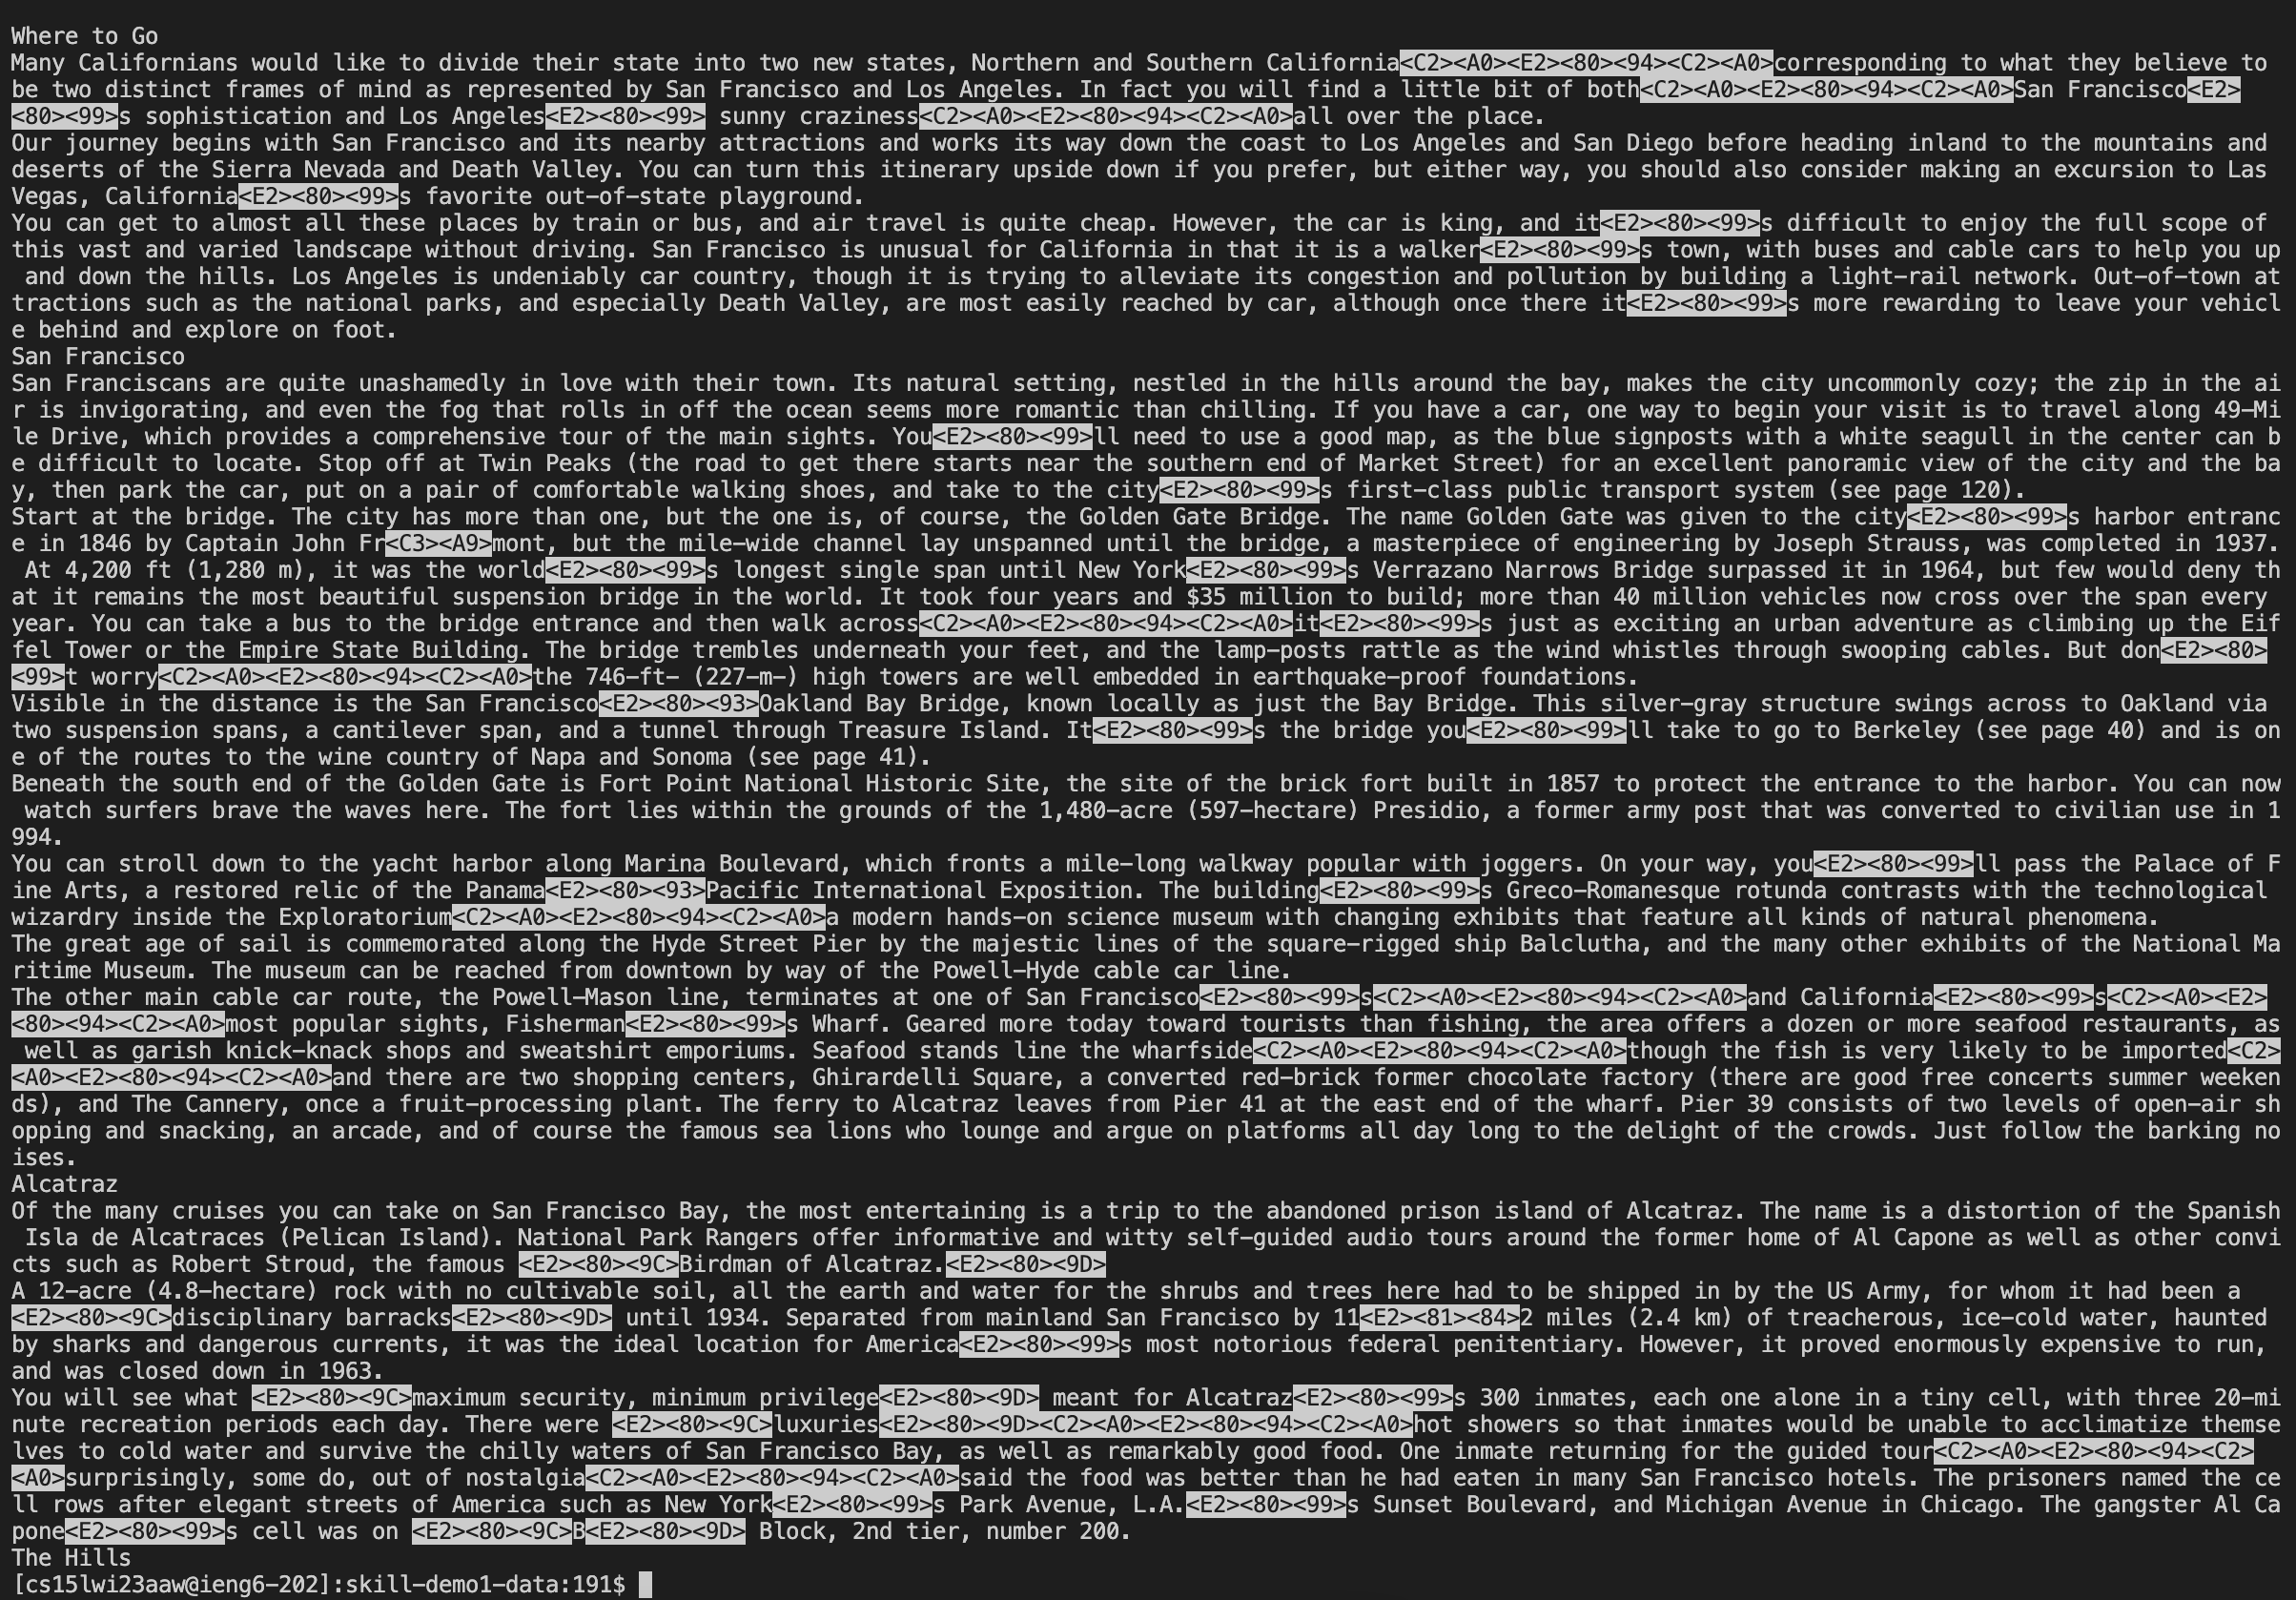 Where to Go
Many Californians would like to divide their state into two new states, Northern and Southern California<C2><A0><E2><80><94><C2><A0>corresponding to what they believe to
be two distinct frames of mind as represented by San Francisco and Los Angeles. In fact you will find a little bit of both<C2><A0><E2><80><94><C2><A0>San Francisco<E2>
<80><99>s sophistication and Los Angeles<E2><80><99> sunny craziness<C2><A0><E2><80><94><C2><A0>all over the place.
Our journey begins with San Francisco and its nearby attractions and works its way down the coast to Los Angeles and San Diego before heading inland to the mountains and
deserts of the Sierra Nevada and Death Valley. You can turn this itinerary upside down if you prefer, but either way, you should also consider making an excursion to Las
Vegas, California<E2><80><99>s favorite out-of-state playground.
You can get to almost all these places by train or bus, and air travel is quite cheap. However, the car is king, and it<E2><80><99>s difficult to enjoy the full scope of
this vast and varied landscape without driving. San Francisco is unusual for California in that it is a walker<E2><80><99>s town, with buses and cable cars to help you up
 and down the hills. Los Angeles is undeniably car country, though it is trying to alleviate its congestion and pollution by building a light-rail network. Out-of-town at
tractions such as the national parks, and especially Death Valley, are most easily reached by car, although once there it<E2><80><99>s more rewarding to leave your vehicl
e behind and explore on foot.
San Francisco
San Franciscans are quite unashamedly in love with their town. Its natural setting, nestled in the hills around the bay, makes the city uncommonly cozy; the zip in the ai
r is invigorating, and even the fog that rolls in off the ocean seems more romantic than chilling. If you have a car, one way to begin your visit is to travel along 49-Mi
le Drive, which provides a comprehensive tour of the main sights. You<E2><80><99>ll need to use a good map, as the blue signposts with a white seagull in the center can b
e difficult to locate. Stop off at Twin Peaks (the road to get there starts near the southern end of Market Street) for an excellent panoramic view of the city and the ba
y, then park the car, put on a pair of comfortable walking shoes, and take to the city<E2><80><99>s first-class public transport system (see page 120).
Start at the bridge. The city has more than one, but the one is, of course, the Golden Gate Bridge. The name Golden Gate was given to the city<E2><80><99>s harbor entranc
e in 1846 by Captain John Fr<C3><A9>mont, but the mile-wide channel lay unspanned until the bridge, a masterpiece of engineering by Joseph Strauss, was completed in 1937.
 At 4,200 ft (1,280 m), it was the world<E2><80><99>s longest single span until New York<E2><80><99>s Verrazano Narrows Bridge surpassed it in 1964, but few would deny th
at it remains the most beautiful suspension bridge in the world. It took four years and $35 million to build; more than 40 million vehicles now cross over the span every
year. You can take a bus to the bridge entrance and then walk across<C2><A0><E2><80><94><C2><A0>it<E2><80><99>s just as exciting an urban adventure as climbing up the Eif
fel Tower or the Empire State Building. The bridge trembles underneath your feet, and the lamp-posts rattle as the wind whistles through swooping cables. But don<E2><80>
<99>t worry<C2><A0><E2><80><94><C2><A0>the 746-ft- (227-m-) high towers are well embedded in earthquake-proof foundations.
Visible in the distance is the San Francisco<E2><80><93>Oakland Bay Bridge, known locally as just the Bay Bridge. This silver-gray structure swings across to Oakland via
two suspension spans, a cantilever span, and a tunnel through Treasure Island. It<E2><80><99>s the bridge you<E2><80><99>ll take to go to Berkeley (see page 40) and is on
e of the routes to the wine country of Napa and Sonoma (see page 41).
Beneath the south end of the Golden Gate is Fort Point National Historic Site, the site of the brick fort built in 1857 to protect the entrance to the harbor. You can now
 watch surfers brave the waves here. The fort lies within the grounds of the 1,480-acre (597-hectare) Presidio, a former army post that was converted to civilian use in 1
994.
You can stroll down to the yacht harbor along Marina Boulevard, which fronts a mile-long walkway popular with joggers. On your way, you<E2><80><99>ll pass the Palace of F
ine Arts, a restored relic of the Panama<E2><80><93>Pacific International Exposition. The building<E2><80><99>s Greco-Romanesque rotunda contrasts with the technological
wizardry inside the Exploratorium<C2><A0><E2><80><94><C2><A0>a modern hands-on science museum with changing exhibits that feature all kinds of natural phenomena.
The great age of sail is commemorated along the Hyde Street Pier by the majestic lines of the square-rigged ship Balclutha, and the many other exhibits of the National Ma
ritime Museum. The museum can be reached from downtown by way of the Powell-Hyde cable car line.
The other main cable car route, the Powell-Mason line, terminates at one of San Francisco<E2><80><99>s<C2><A0><E2><80><94><C2><A0>and California<E2><80><99>s<C2><A0><E2>
<80><94><C2><A0>most popular sights, Fisherman<E2><80><99>s Wharf. Geared more today toward tourists than fishing, the area offers a dozen or more seafood restaurants, as
 well as garish knick-knack shops and sweatshirt emporiums. Seafood stands line the wharfside<C2><A0><E2><80><94><C2><A0>though the fish is very likely to be imported<C2>
<A0><E2><80><94><C2><A0>and there are two shopping centers, Ghirardelli Square, a converted red-brick former chocolate factory (there are good free concerts summer weeken
ds), and The Cannery, once a fruit-processing plant. The ferry to Alcatraz leaves from Pier 41 at the east end of the wharf. Pier 39 consists of two levels of open-air sh
opping and snacking, an arcade, and of course the famous sea lions who lounge and argue on platforms all day long to the delight of the crowds. Just follow the barking no
ises.
Alcatraz
Of the many cruises you can take on San Francisco Bay, the most entertaining is a trip to the abandoned prison island of Alcatraz. The name is a distortion of the Spanish
 Isla de Alcatraces (Pelican Island). National Park Rangers offer informative and witty self-guided audio tours around the former home of Al Capone as well as other convi
cts such as Robert Stroud, the famous <E2><80><9C>Birdman of Alcatraz.<E2><80><9D>
A 12-acre (4.8-hectare) rock with no cultivable soil, all the earth and water for the shrubs and trees here had to be shipped in by the US Army, for whom it had been a
<E2><80><9C>disciplinary barracks<E2><80><9D> until 1934. Separated from mainland San Francisco by 11<E2><81><84>2 miles (2.4 km) of treacherous, ice-cold water, haunted
by sharks and dangerous currents, it was the ideal location for America<E2><80><99>s most notorious federal penitentiary. However, it proved enormously expensive to run,
and was closed down in 1963.
You will see what <E2><80><9C>maximum security, minimum privilege<E2><80><9D> meant for Alcatraz<E2><80><99>s 300 inmates, each one alone in a tiny cell, with three 20-mi
nute recreation periods each day. There were <E2><80><9C>luxuries<E2><80><9D><C2><A0><E2><80><94><C2><A0>hot showers so that inmates would be unable to acclimatize themse
lves to cold water and survive the chilly waters of San Francisco Bay, as well as remarkably good food. One inmate returning for the guided tour<C2><A0><E2><80><94><C2>
<A0>surprisingly, some do, out of nostalgia<C2><A0><E2><80><94><C2><A0>said the food was better than he had eaten in many San Francisco hotels. The prisoners named the ce
ll rows after elegant streets of America such as New York<E2><80><99>s Park Avenue, L.A.<E2><80><99>s Sunset Boulevard, and Michigan Avenue in Chicago. The gangster Al Ca
pone<E2><80><99>s cell was on <E2><80><9C>B<E2><80><9D> Block, 2nd tier, number 200.
The Hills
[cs15lwi23aaw@ieng6-202]:skill-demo1-data:191$